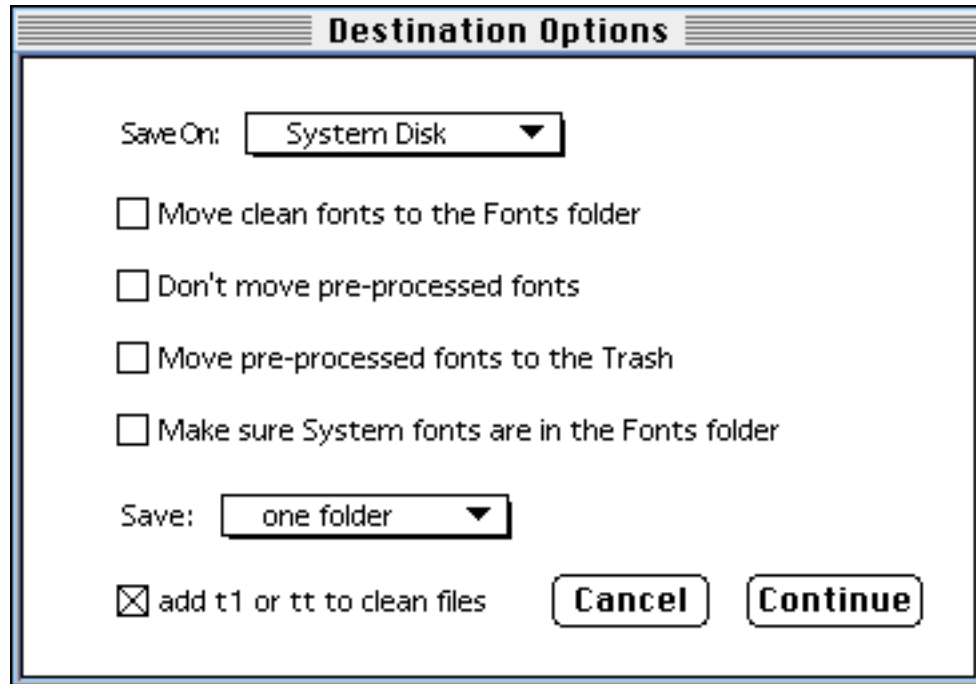 Destination Options
Save On: System Disk
Move clean fonts to the Fonts folder
Don't move pre-processed fonts
Move pre-processed fonts to the Trash
Make sure System fonts are in the Fonts folder
Save: one folder
add t1 or tt to clean files Cancel Continue